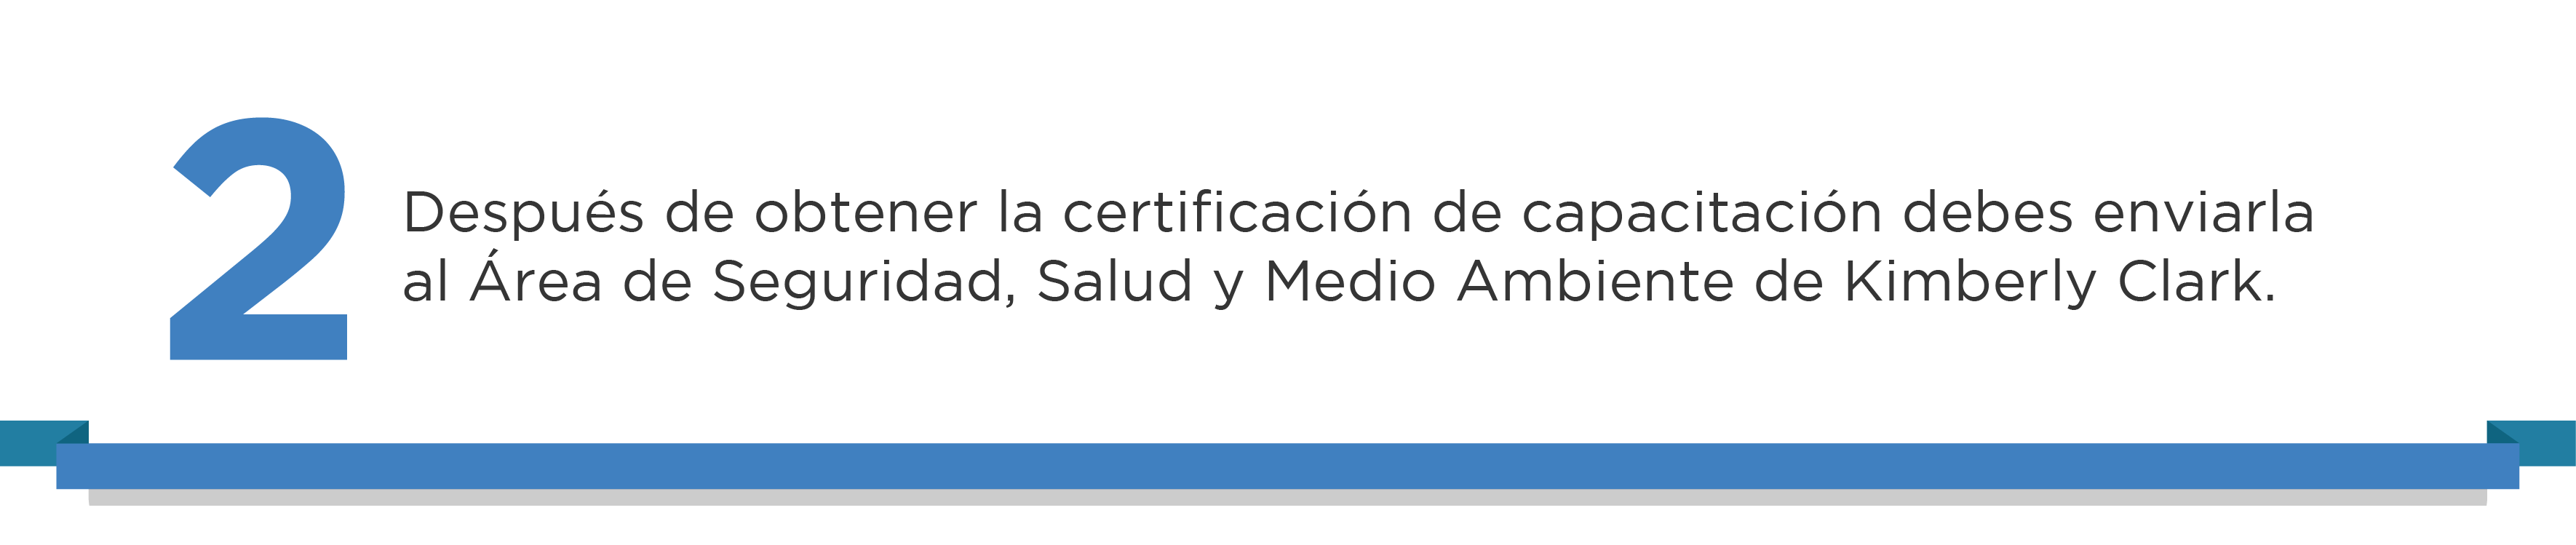 2
Después de obtener la certificación de capacitación debes enviarla
al Área de Seguridad, Salud y Medio Ambiente de Kimberly Clark.